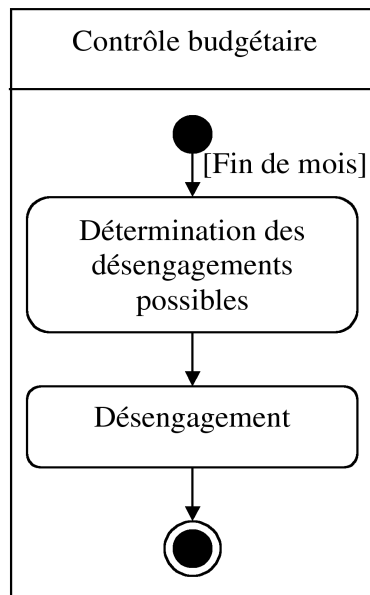 Contrôle budgétaire
[Fin de mois]
Détermination des
désengagements
possibles
Désengagement